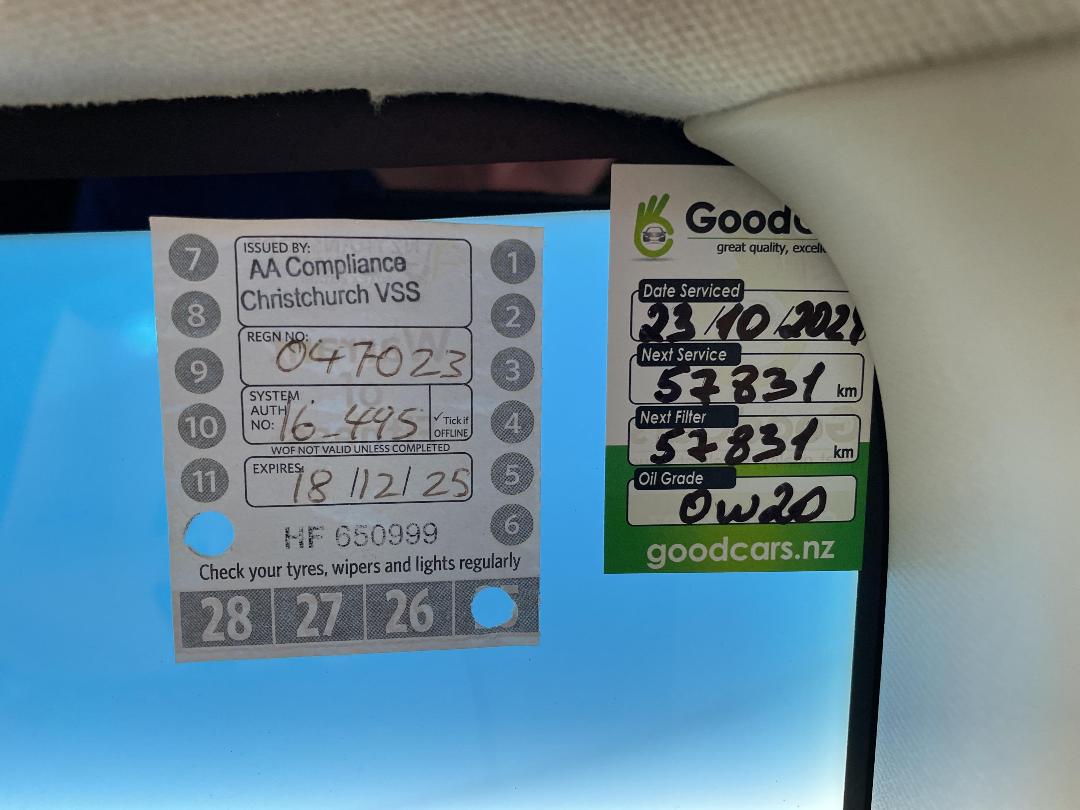 7
8
9
10
11
ISSUED BY:
AA Compliance
Christchurch VSS
REGN NO:
047023
SYSTEM
AUTH
NO:
16-495
✓Tick if
OFFLINE
WOF NOT VALID UNLESS COMPLETED
EXPIRES:
18/12/25
HF 650999
Check your tyres, wipers and lights regularly
1
2
3
4
5
6
28 27 26
Good
great quality,
Date Serviced
23/10/2024
Next Service
57831 km
Next Filter
57831 km
Oil Grade
0w20
goodcars.nz